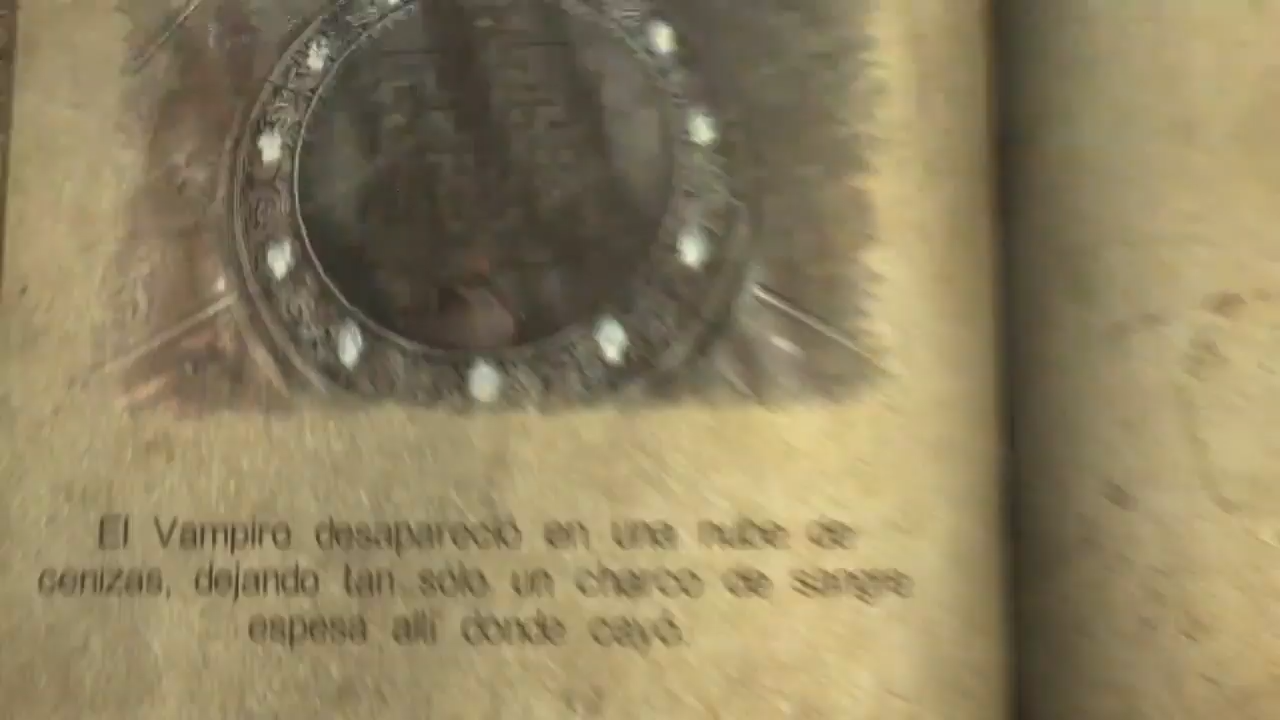 El Vampiro desapareció en una nube de
cenizas, dejando tan sólo un charco de sangre
espesa allí donde cayó.